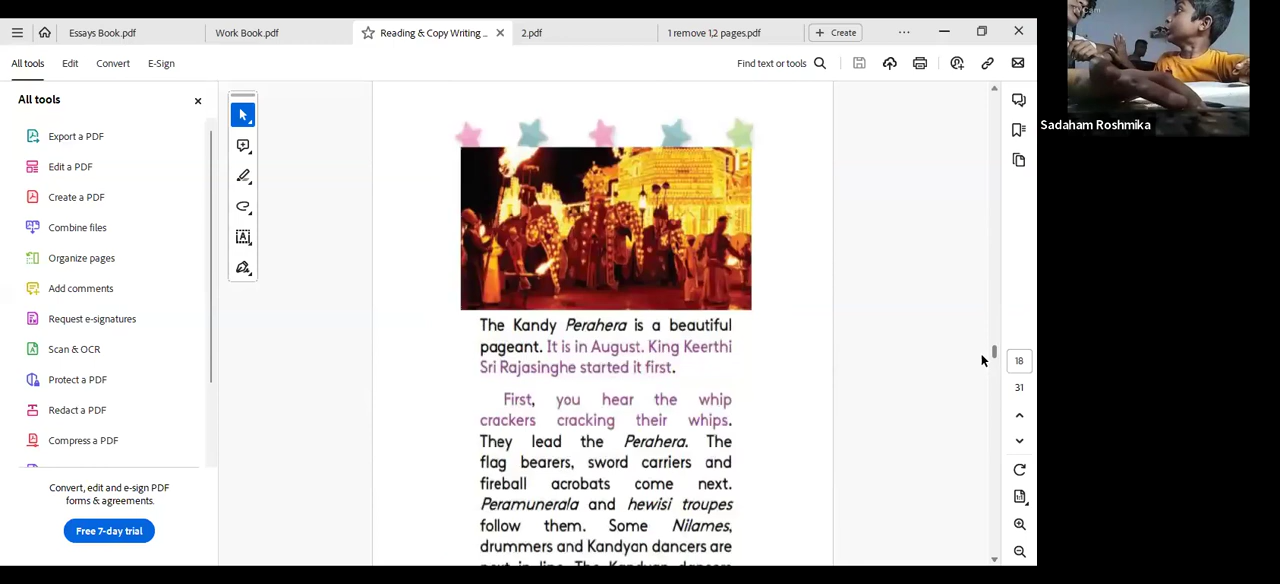 Essays Book.pdf
Work Book.pdf
Reading & Copy Writing ...
2.pdf
1 remove 1,2 pages.pdf
Create
All tools
Edit
Convert
E-Sign
Find text or tools
All tools
Export a PDF
Edit a PDF
Create a PDF
Combine files
Organize pages
Add comments
Request e-signatures
Scan & OCR
Protect a PDF
Redact a PDF
Compress a PDF
Convert, edit and e-sign PDF
forms & agreements.
Free 7-day trial
The Kandy Perahera is a beautiful
pageant. It is in August. King Keerthi
Sri Rajasinghe started it first.
First, you hear the whip
crackers cracking their whips.
They lead the Perahera. The
flag bearers, sword carriers and
fireball acrobats come next.
Peramunerala and hewisi troupes
follow them. Some Nilames,
drummers and Kandyan dancers are
next in line. The Kandyan dancers
18
31
Sadaham Roshmika